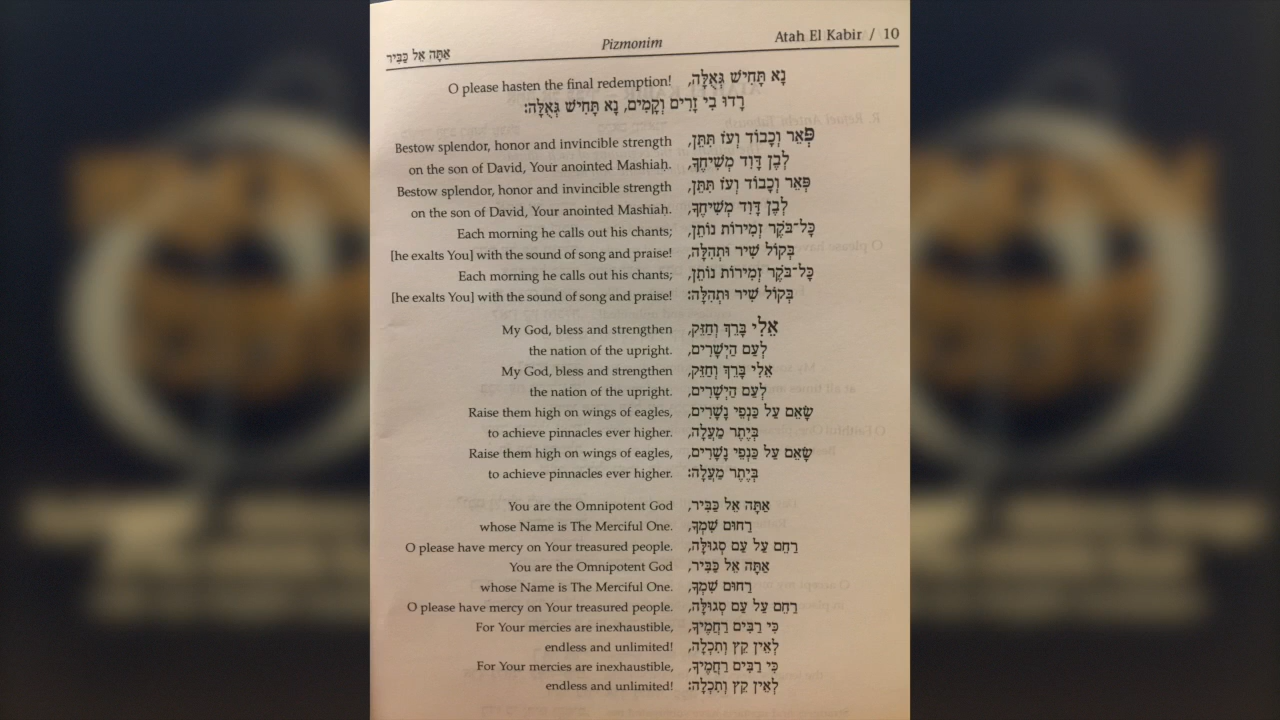 אַתָּה אֵל כַּבִּיר Pizmonim Atah El Kabir / 10
O please hasten the final redemption! נָא תָּחִישׁ גְּאֻלָּה,
רָדוּ בִי זָרִים וְקָמִים, נָא תָּחִישׁ גְּאֻלָּה:
Bestow splendor, honor and invincible strength פְּאֵר וְכָבוֹד וְעֹז תִּתֵּן,
on the son of David, Your anointed Mashiaḥ. לְבֶן דָּוִד מְשִׁיחֶךָ,
Bestow splendor, honor and invincible strength פְּאֵר וְכָבוֹד וְעֹז תִּתֵּן,
on the son of David, Your anointed Mashiaḥ. לְבֶן דָּוִד מְשִׁיחֶךָ,
Each morning he calls out his chants; כָּל־בֹּקֶר זְמִירוֹת נוֹתֵן,
[he exalts You] with the sound of song and praise! בְּקוֹל שִׁיר וּתְהִלָּה,
Each morning he calls out his chants; כָּל־בֹּקֶר זְמִירוֹת נוֹתֵן,
[he exalts You] with the sound of song and praise! בְּקוֹל שִׁיר וּתְהִלָּה:
My God, bless and strengthen אֵלִי בָּרֵךְ וְחַזֵּק,
the nation of the upright. לְעַם הַיְשָׁרִים,
My God, bless and strengthen אֵלִי בָּרֵךְ וְחַזֵּק,
the nation of the upright. לְעַם הַיְשָׁרִים,
Raise them high on wings of eagles, שָׂאֵם עַל כַּנְפֵי נְשָׁרִים,
to achieve pinnacles ever higher. בְּיֶתֶר מַעֲלָה,
Raise them high on wings of eagles, שָׂאֵם עַל כַּנְפֵי נְשָׁרִים,
to achieve pinnacles ever higher. בְּיֶתֶר מַעֲלָה:
You are the Omnipotent God אַתָּה אֵל כַּבִּיר,
whose Name is The Merciful One. רַחוּם שְׁמֶךָ,
O please have mercy on Your treasured people. רַחֵם עַל עַם סְגוּלָּה,
You are the Omnipotent God אַתָּה אֵל כַּבִּיר,
whose Name is The Merciful One. רַחוּם שְׁמֶךָ,
O please have mercy on Your treasured people. רַחֵם עַל עַם סְגוּלָּה,
For Your mercies are inexhaustible, כִּי רַבִּים רַחֲמֶיךָ,
endless and unlimited! לְאֵין קֵץ וְתִכְלָה,
For Your mercies are inexhaustible, כִּי רַבִּים רַחֲמֶיךָ,
endless and unlimited! לְאֵין קֵץ וְתִכְלָה: